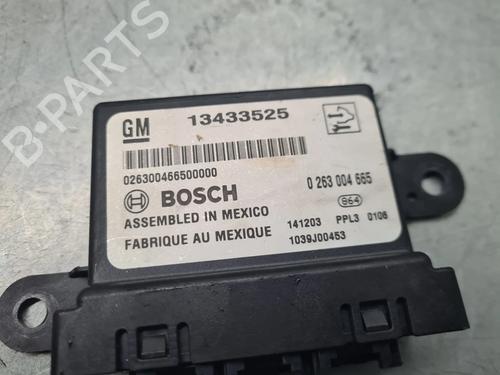 B-PARTS
GM 13433525
026300466500000
BOSCH 0 263 004 665
864
ASSEMBLED IN MEXICO
141203 PPL3 0106
FABRIQUE AU MEXIQUE
1039J00453